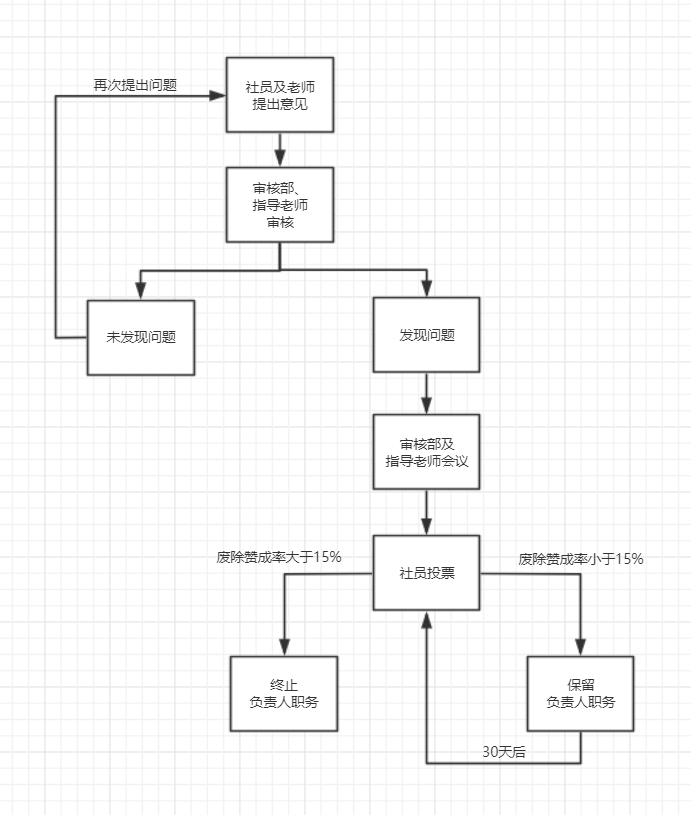 再次提出问题
社员及老师
提出意见
审核部、
指导老师
审核
未发现问题
发现问题
审核部及
指导老师会议
废除赞成率大于15%
社员投票
废除赞成率小于15%
终止
负责人职务
保留
负责人职务
30天后